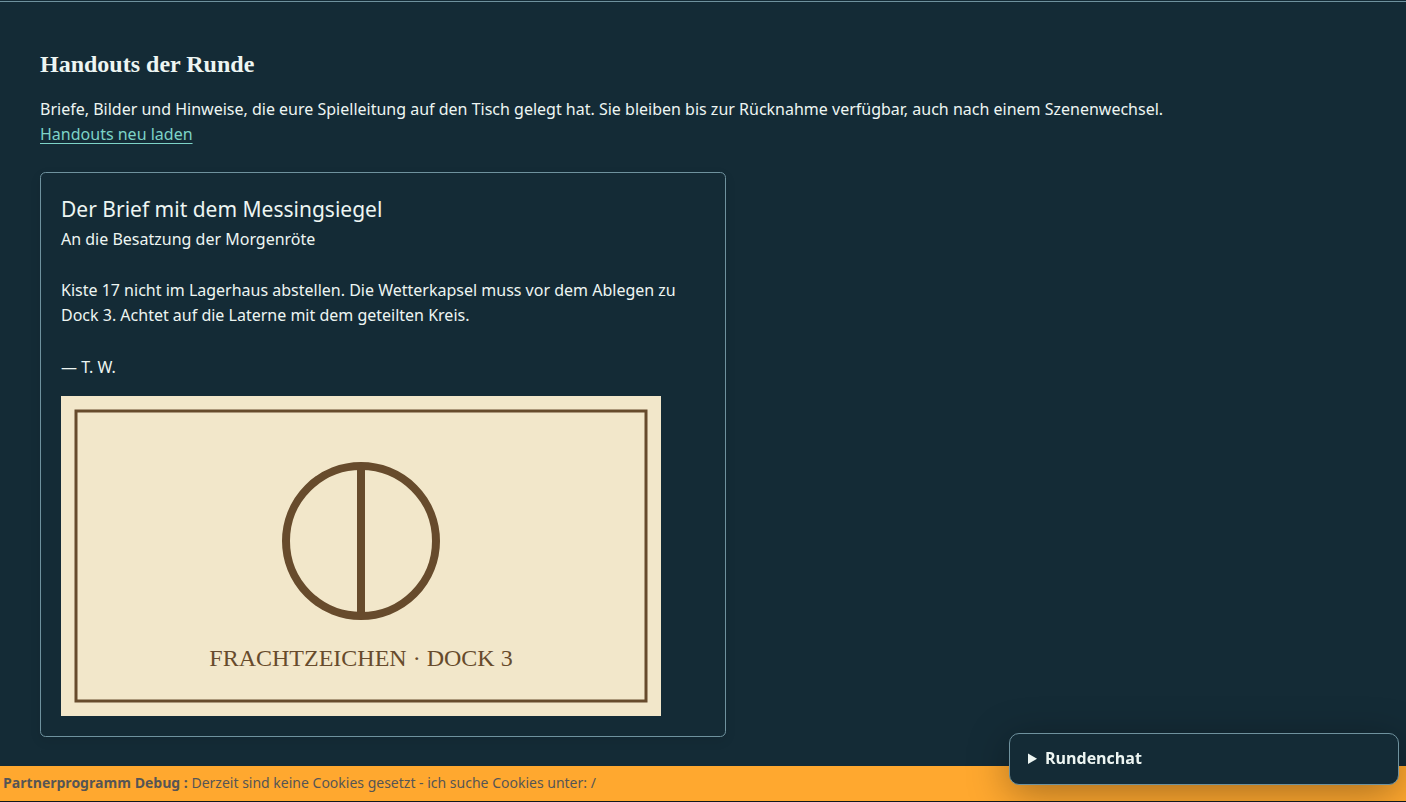 Handouts der Runde
Briefe, Bilder und Hinweise, die eure Spielleitung auf den Tisch gelegt hat. Sie bleiben bis zur Rücknahme verfügbar, auch nach einem Szenenwechsel.
Handouts neu laden
Der Brief mit dem Messingsiegel
An die Besatzung der Morgenröte
Kiste 17 nicht im Lagerhaus abstellen. Die Wetterkapsel muss vor dem Ablegen zu
Dock 3. Achtet auf die Laterne mit dem geteilten Kreis.
— T. W.
FRACHTZEICHEN · DOCK 3
Rundenchat
Partnerprogramm Debug : Derzeit sind keine Cookies gesetzt - ich suche Cookies unter: /